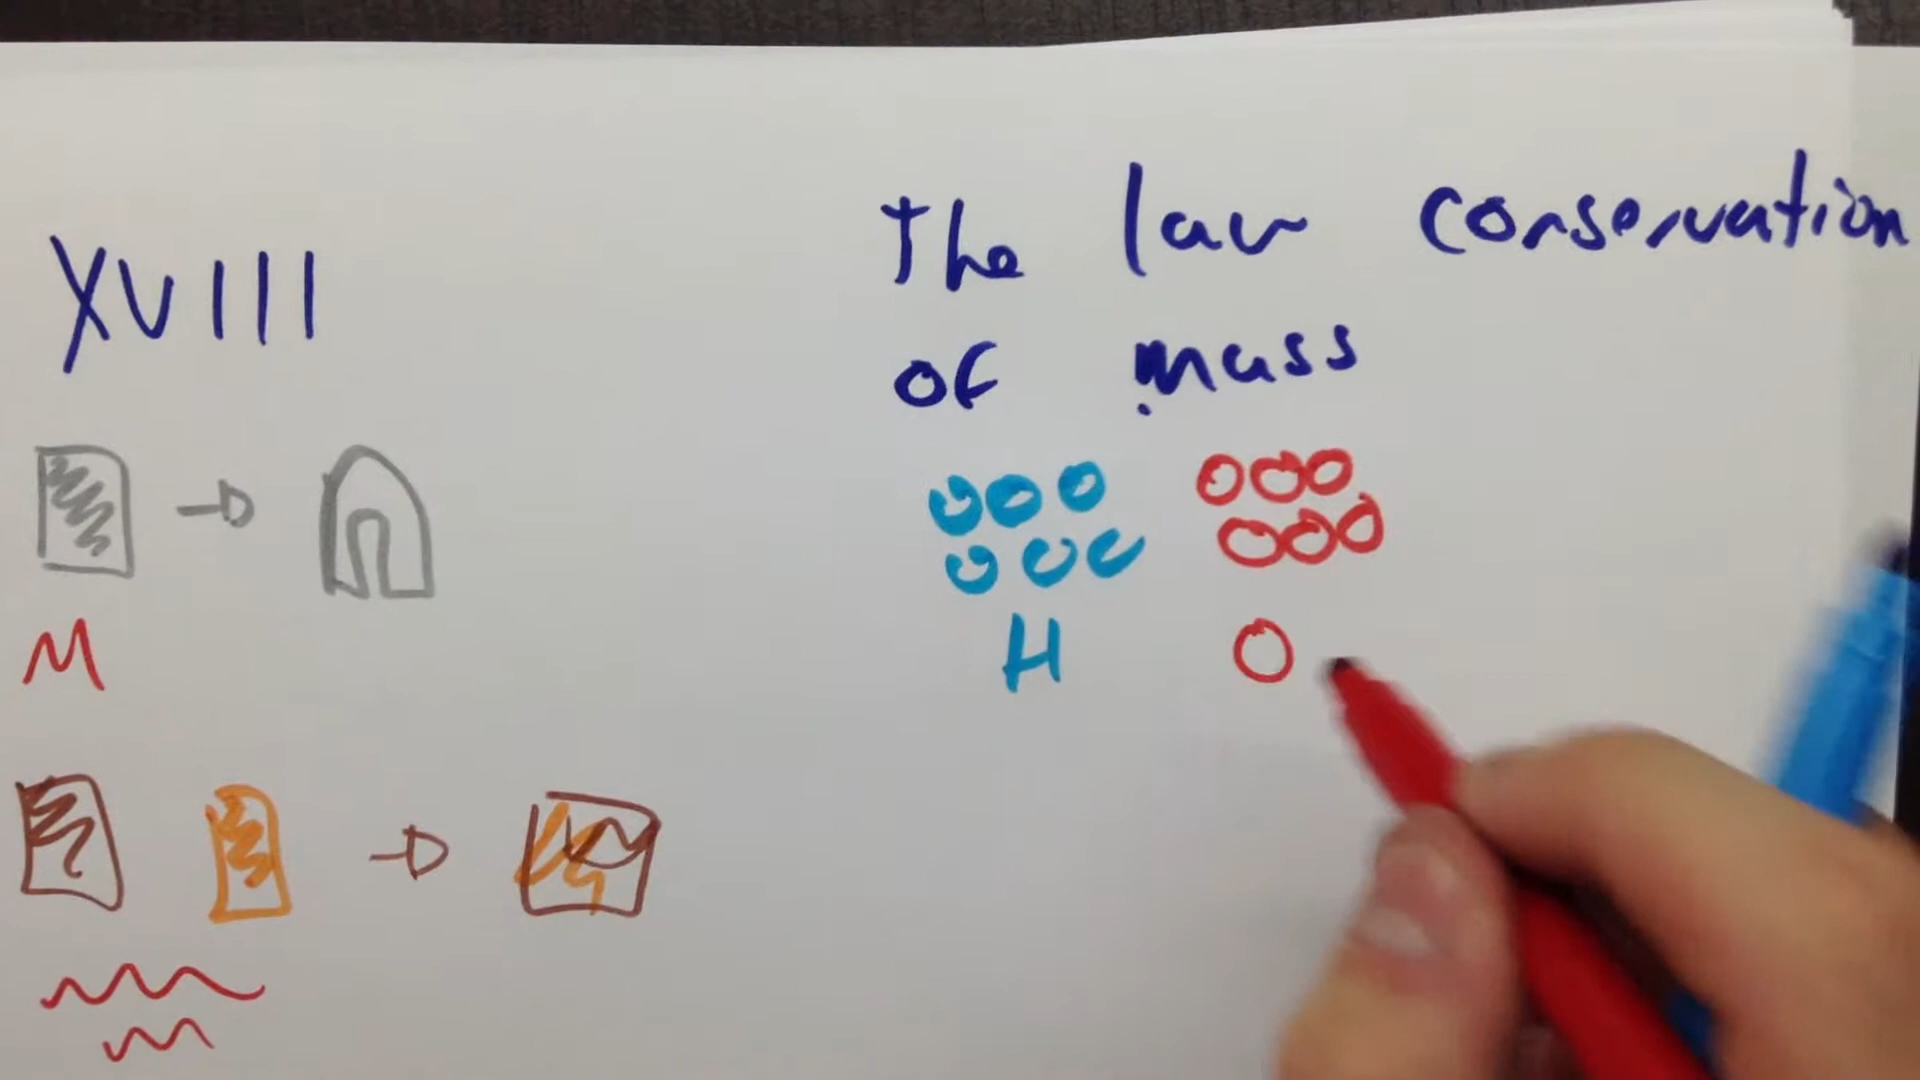 XVIII
The law conservation
of mass
H O
M